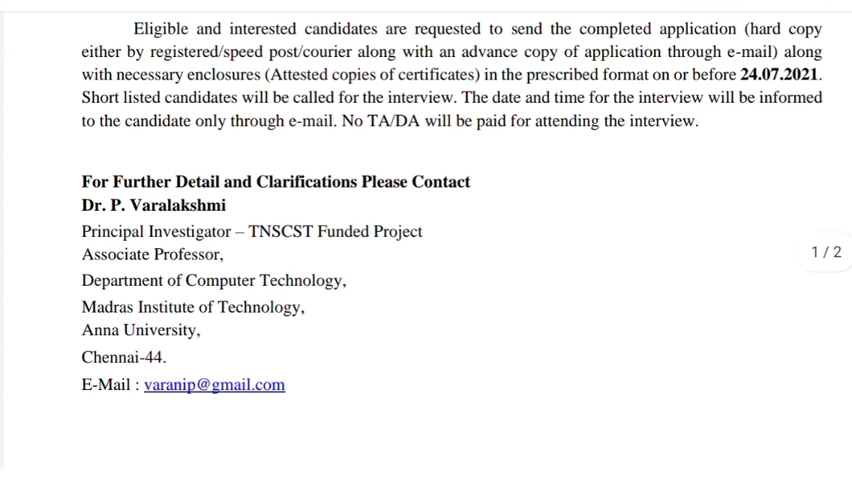 Eligible and interested candidates are requested to send the completed application (hard copy
either by registered/speed post/courier along with an advance copy of application through e-mail) along
with necessary enclosures (Attested copies of certificates) in the prescribed format on or before 24.07.2021.
Short listed candidates will be called for the interview. The date and time for the interview will be informed
to the candidate only through e-mail. No TA/DA will be paid for attending the interview.
For Further Detail and Clarifications Please Contact
Dr. P. Varalakshmi
Principal Investigator – TNSCST Funded Project
Associate Professor,
1 / 2
Department of Computer Technology,
Madras Institute of Technology,
Anna University,
Chennai-44.
E-Mail : varanip@gmail.com